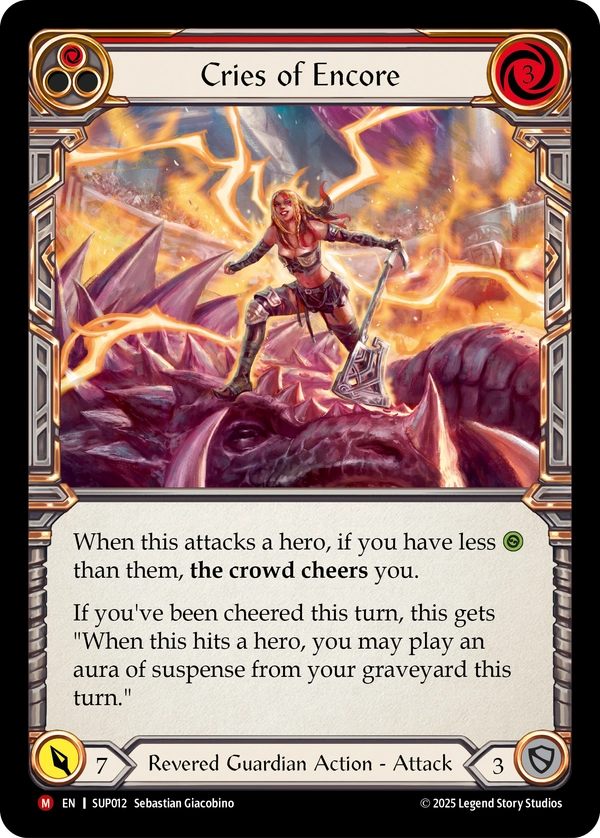 Cries of Encore
3
When this attacks a hero, if you have less
than them, the crowd cheers you.
If you've been cheered this turn, this gets
"When this hits a hero, you may play an
aura of suspense from your graveyard this
turn."
7
Revered Guardian Action - Attack
3
M EN | SUP012 Sebastian Giacobino
© 2025 Legend Story Studios